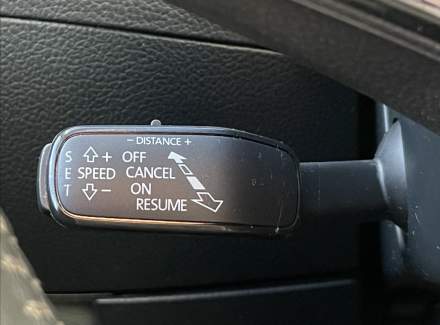 - DISTANCE +
S + OFF
E SPEED CANCEL
T - ON
RESUME